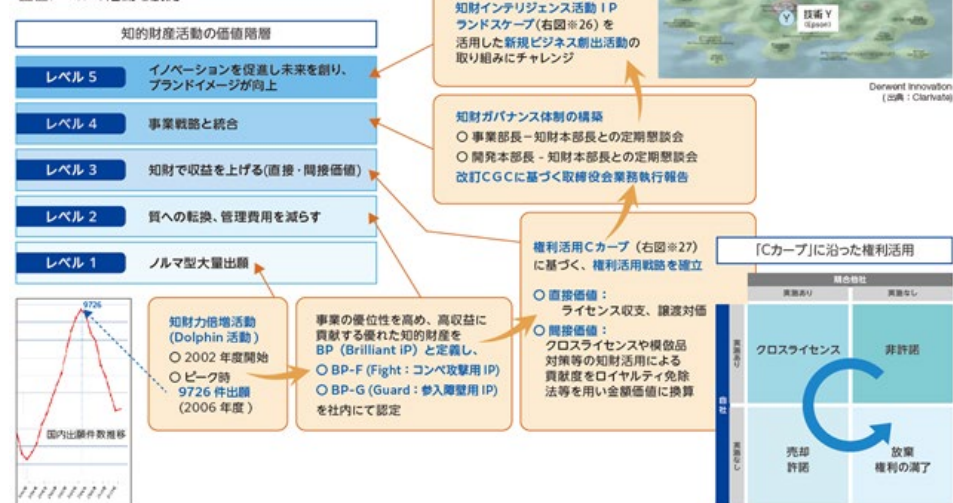 知的財産活動の価値階層
レベル 5
イノベーションを促進し未来を創り、
ブランドイメージが向上
レベル 4
事業戦略と統合
レベル 3
知財で収益を上げる(直接・間接価値)
レベル 2
質への転換、管理費用を減らす
レベル 1
ノルマ型大量出願
知財インテリジェンス活動 I P
ランドスケープ(右図※26) を
活用した新規ビジネス創出活動の
取り組みにチャレンジ
技術 Y
(Epson)
Y
Derwent Innovation
(出典：Clarivate)
知財ガバナンス体制の構築
○ 事業部長－知財本部長との定期懇談会
○ 開発本部長 - 知財本部長との定期懇談会
改訂ＣＧＣに基づく取締役会業務執行報告
権利活用Ｃカーブ（右図※27）
に基づく、権利活用戦略を確立
○ 直接価値：
ライセンス収支、譲渡対価
○ 間接価値：
クロスライセンスや模倣品
対策等の知財活用による
貢献度をロイヤルティ免除
法等を用い金額価値に換算
9726
国内出願件数推移
知財力倍増活動
(Dolphin 活動 )
○ 2002 年度開始
○ ピーク時
9726 件出願
(2006 年度 )
事業の優位性を高め、高収益に
貢献する優れた知的財産を
BP（Brilliant iP）と定義し、
○ BP-F (Fight：コンペ攻撃用 IP)
○ BP-G (Guard：参入障壁用 IP)
を社内にて認定
「Cカーブ」に沿った権利活用
競合他社
実施あり
実施なし
自社
実施あり
実施なし
クロスライセンス
非許諾
売却
許諾
放棄
権利の満了